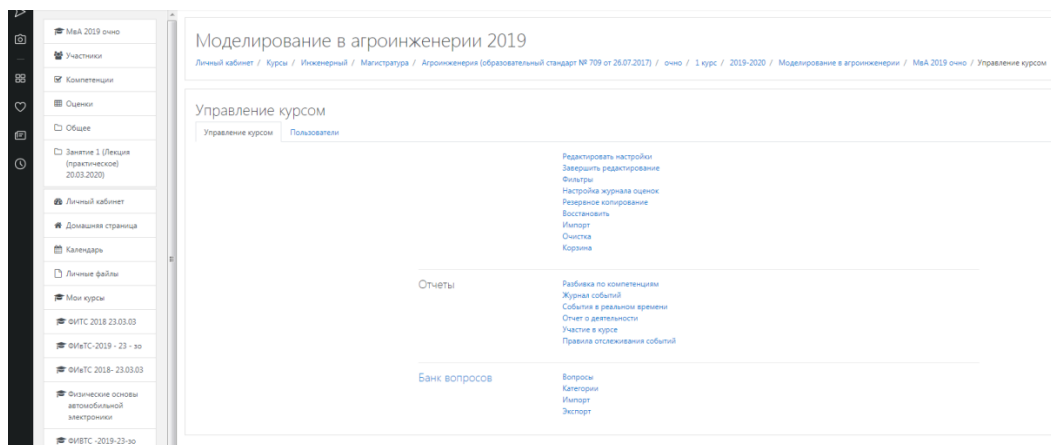 МвА 2019 очно
Участники
Компетенции
Оценки
Общее
Занятие 1 (Лекция
(практическое)
20.03.2020)
Личный кабинет
Домашняя страница
Календарь
Личные файлы
Мои курсы
ФИТС 2018 23.03.03
ФИвТС-2019 - 23 - зо
ФИвТС 2018- 23.03.03
Физические основы
автомобильной
электроники
ФИВТС -2019-23-зо
Моделирование в агроинженерии 2019
Личный кабинет / Курсы / Инженерный / Магистратура / Агроинженерия (образовательный стандарт № 709 от 26.07.2017) / очно / 1 курс / 2019-2020 / Моделирование в агроинженерии / МвА 2019 очно / Управление курсом
Управление курсом
Управление курсом Пользователи
Редактировать настройки
Завершить редактирование
Фильтры
Настройка журнала оценок
Резервное копирование
Восстановить
Импорт
Очистка
Корзина
Отчеты
Разбивка по компетенциям
Журнал событий
События в реальном времени
Отчет о деятельности
Участие в курсе
Правила отслеживания событий
Банк вопросов
Вопросы
Категории
Импорт
Экспорт